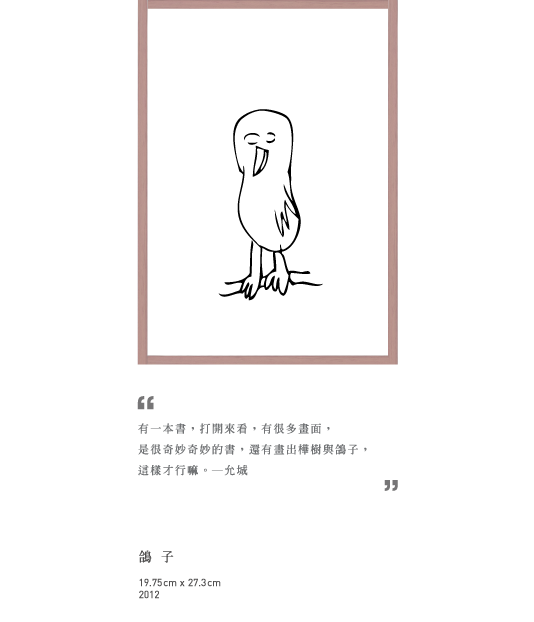 “
有一本書，打開來看，有很多畫面，
是很奇妙奇妙的書，還有畫出樺樹與鴿子，
這樣才行嘛。—允城
”
鴿 子
19.75cm x 27.3cm
2012